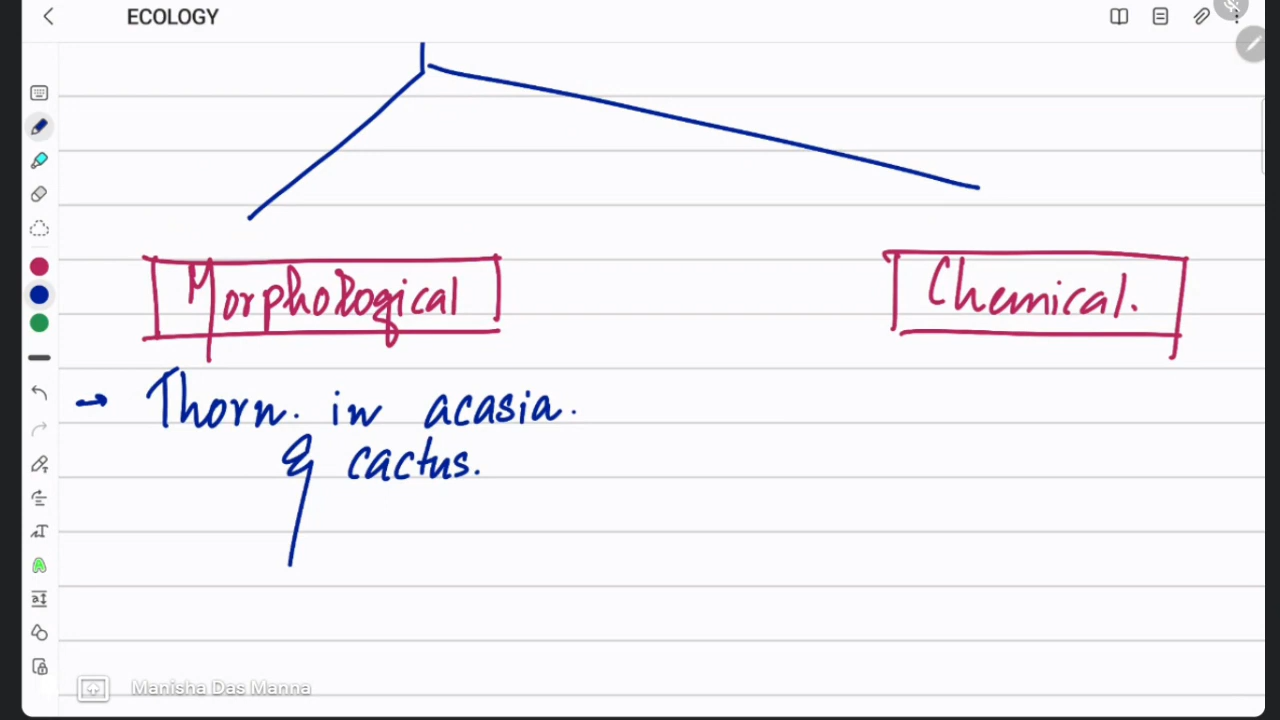 ECOLOGY
Morphological
Chemical.
→ Thorn. in acasia.
& cactus.
Manisha Das Manna